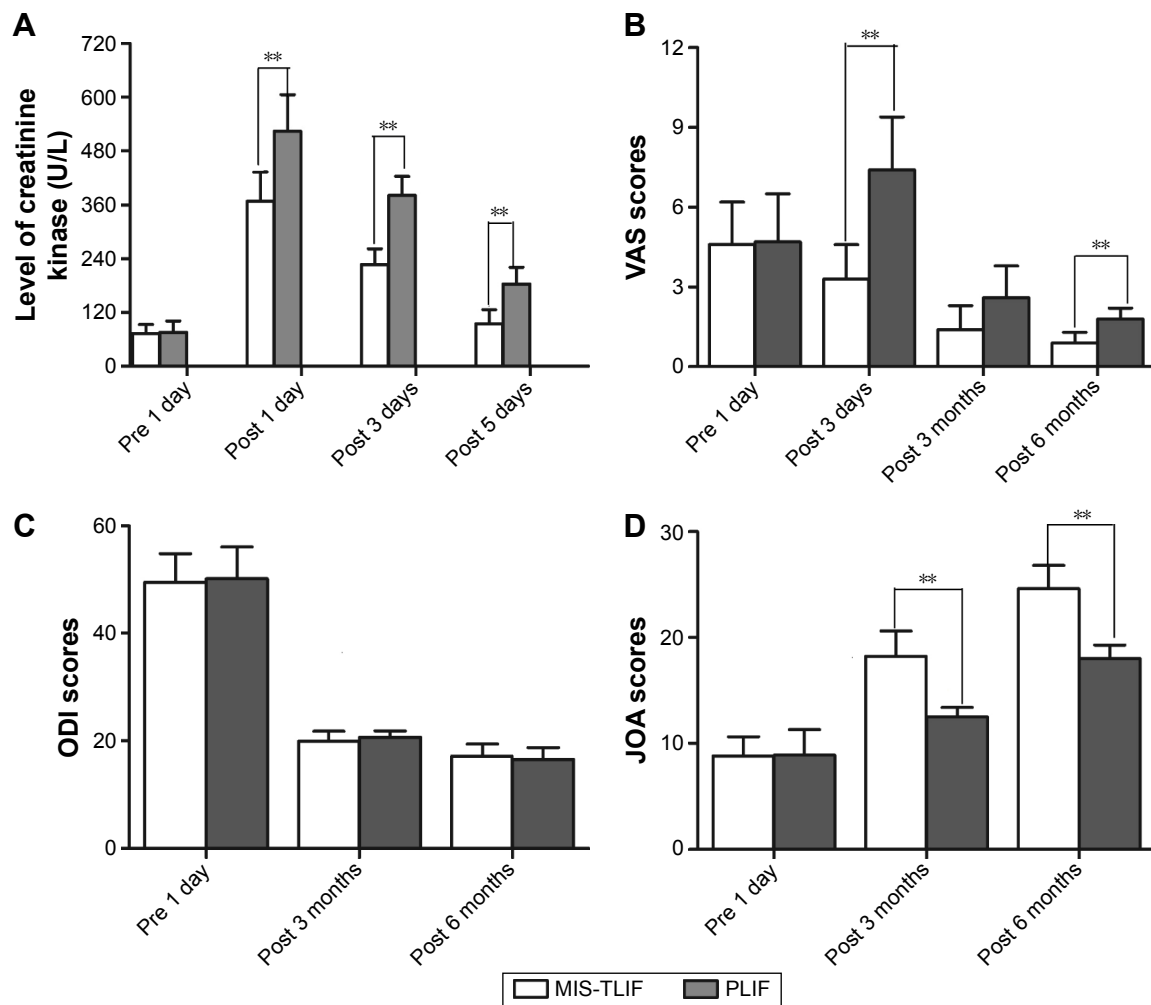 A
Level of creatinine
kinase (U/L)
720
600
480
360
240
120
0
**
**
**
Pre 1 day
Post 1 day
Post 3 days
Post 5 days
B
VAS scores
12
9
6
3
0
**
**
Pre 1 day
Post 3 days
Post 3 months
Post 6 months
C
ODI scores
60
40
20
0
Pre 1 day
Post 3 months
Post 6 months
D
JOA scores
30
20
10
0
**
**
Pre 1 day
Post 3 months
Post 6 months
MIS-TLIF
PLIF